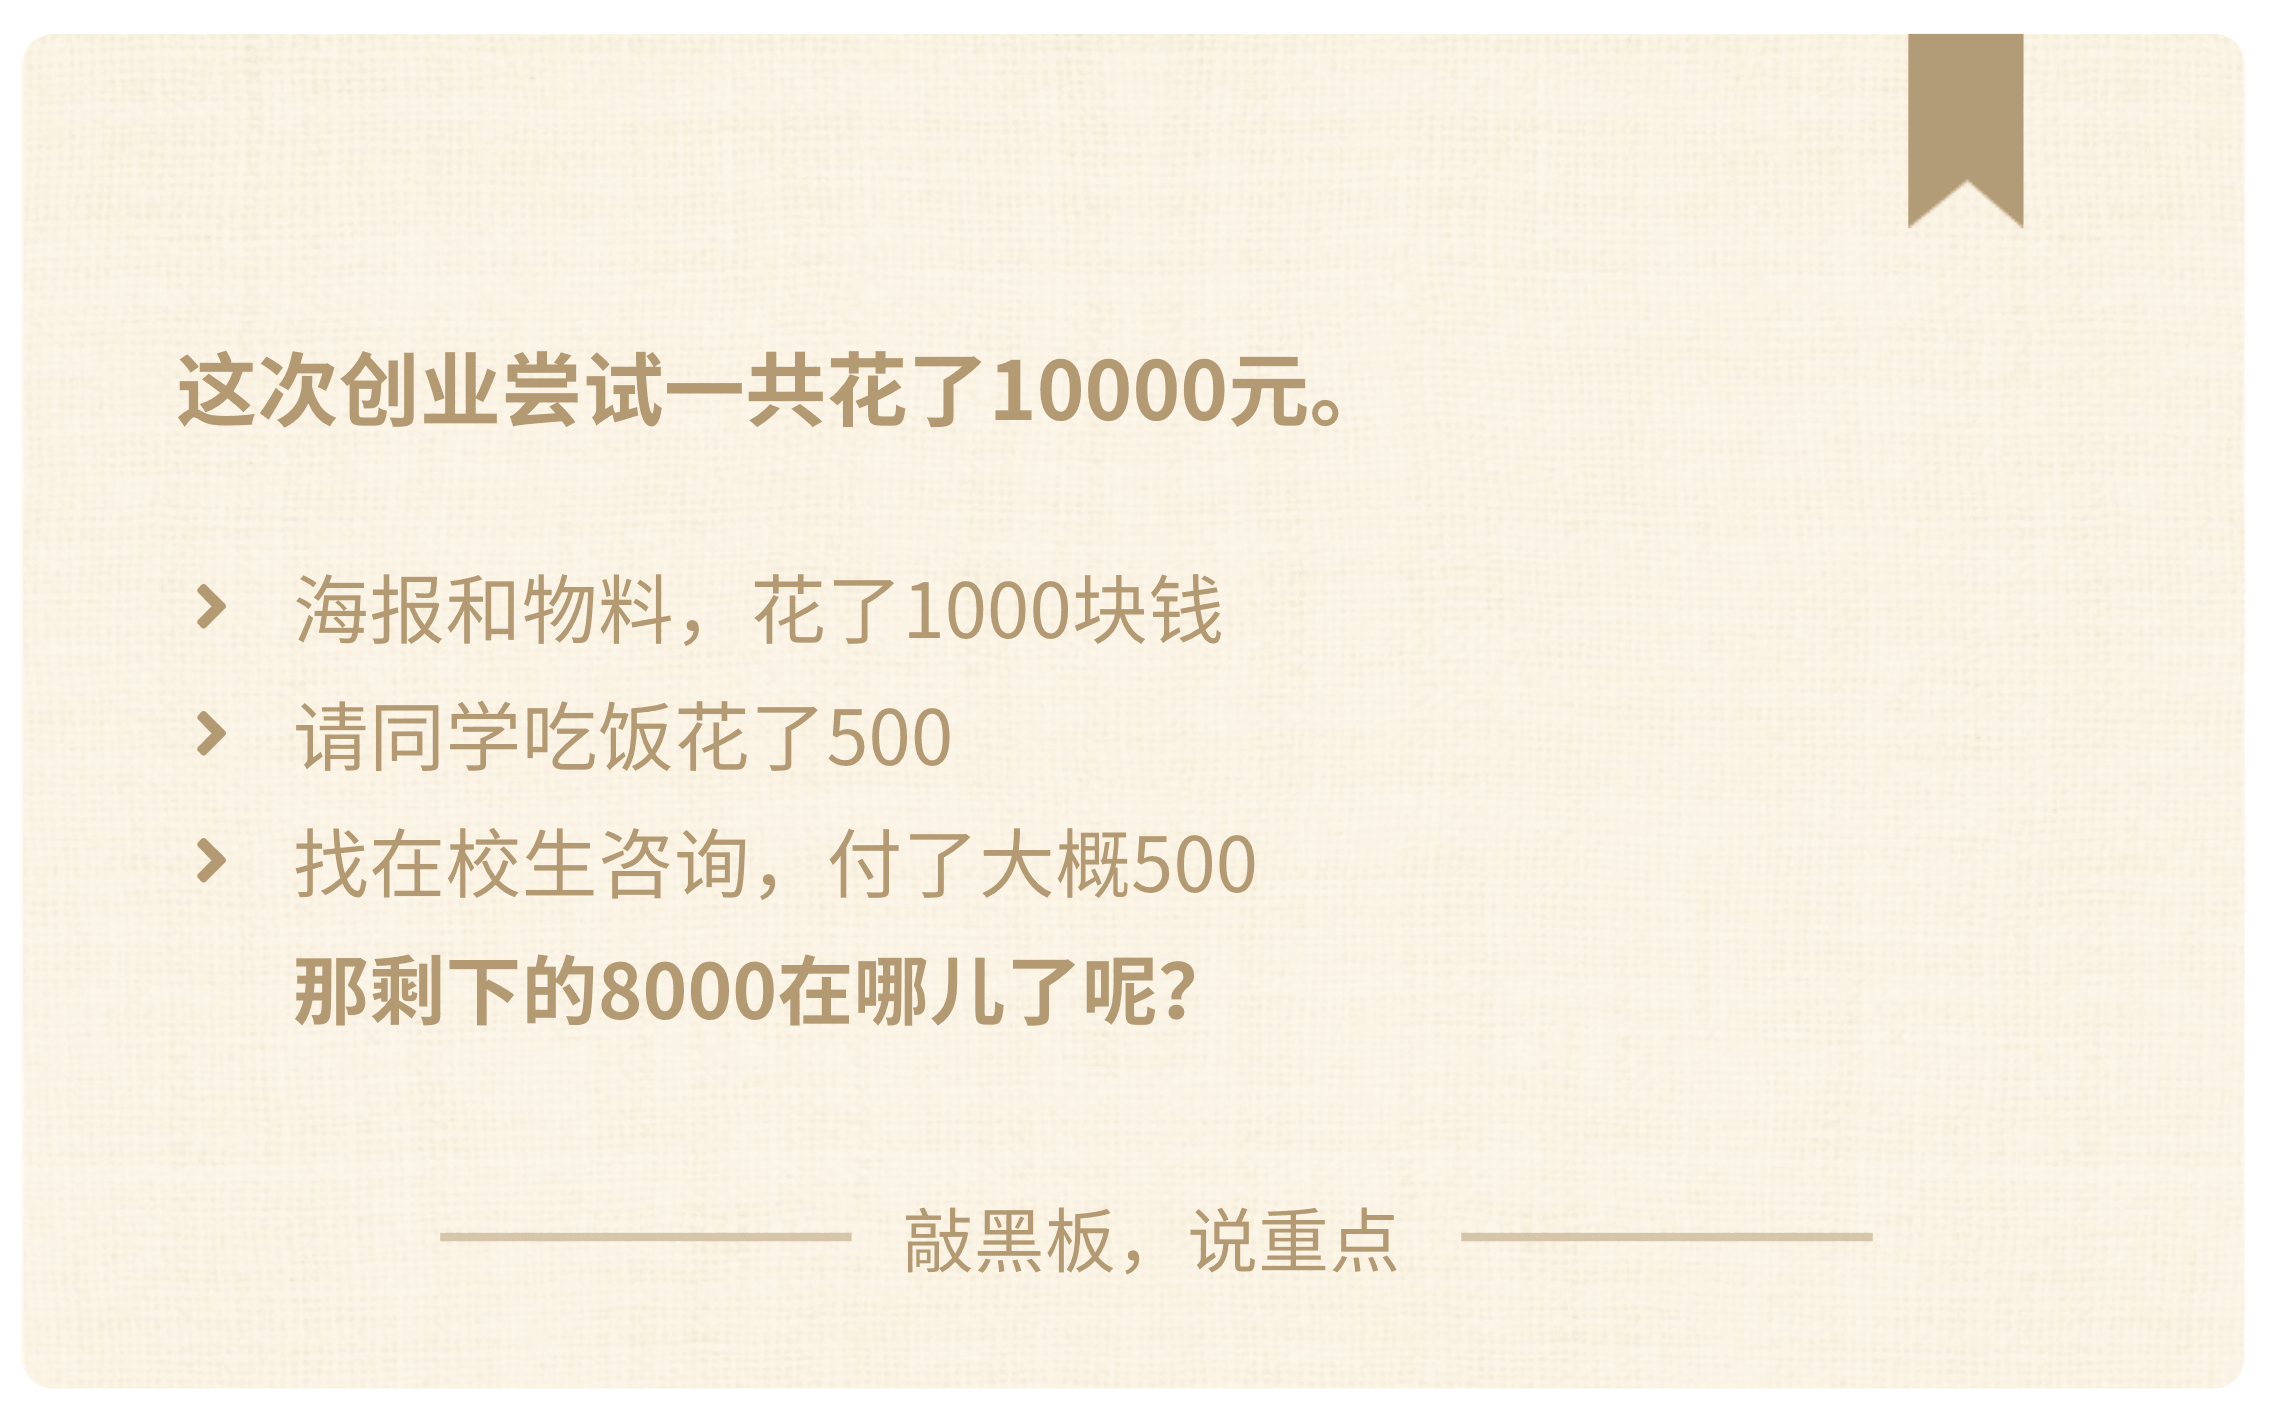 这次创业尝试一共花了10000元。
海报和物料，花了1000块钱
请同学吃饭花了500
找在校生咨询，付了大概500
那剩下的8000在哪儿了呢？
敲黑板，说重点